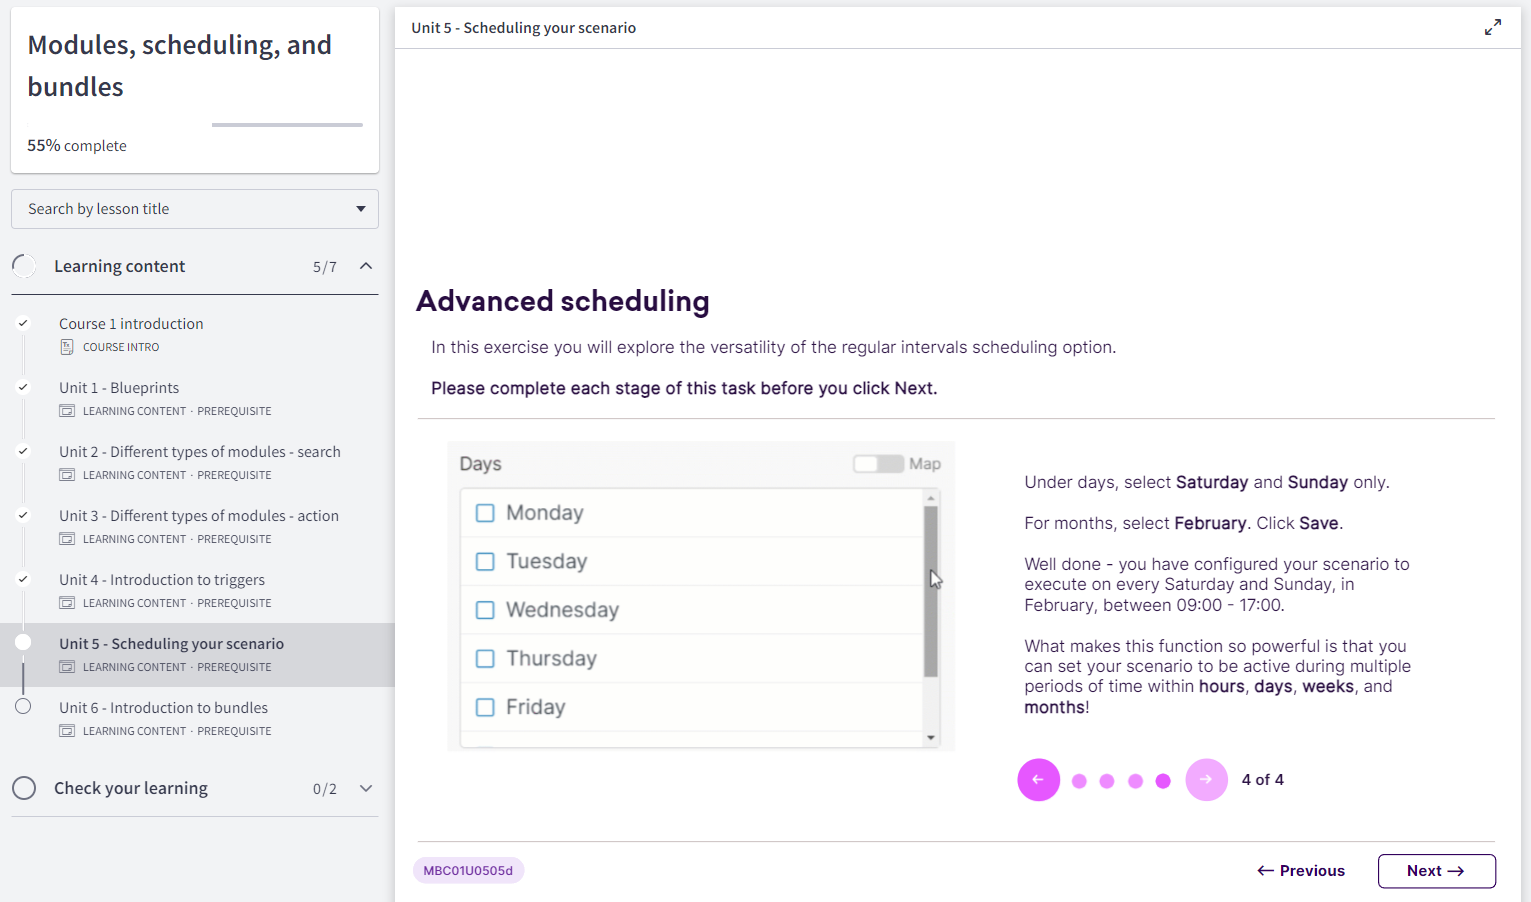 Modules, scheduling, and
bundles
55% complete
Search by lesson title
Learning content 5/7
Course 1 introduction
COURSE INTRO
Unit 1 - Blueprints
LEARNING CONTENT · PREREQUISITE
Unit 2 - Different types of modules - search
LEARNING CONTENT · PREREQUISITE
Unit 3 - Different types of modules - action
LEARNING CONTENT · PREREQUISITE
Unit 4 - Introduction to triggers
LEARNING CONTENT · PREREQUISITE
Unit 5 - Scheduling your scenario
LEARNING CONTENT · PREREQUISITE
Unit 6 - Introduction to bundles
LEARNING CONTENT · PREREQUISITE
Check your learning 0/2
Unit 5 - Scheduling your scenario
Advanced scheduling
In this exercise you will explore the versatility of the regular intervals scheduling option.
Please complete each stage of this task before you click Next.
Days Map
Monday
Tuesday
Wednesday
Thursday
Friday
Under days, select Saturday and Sunday only.
For months, select February. Click Save.
Well done - you have configured your scenario to
execute on every Saturday and Sunday, in
February, between 09:00 - 17:00.
What makes this function so powerful is that you
can set your scenario to be active during multiple
periods of time within hours, days, weeks, and
months!
4 of 4
MBC01U0505d
← Previous
Next →